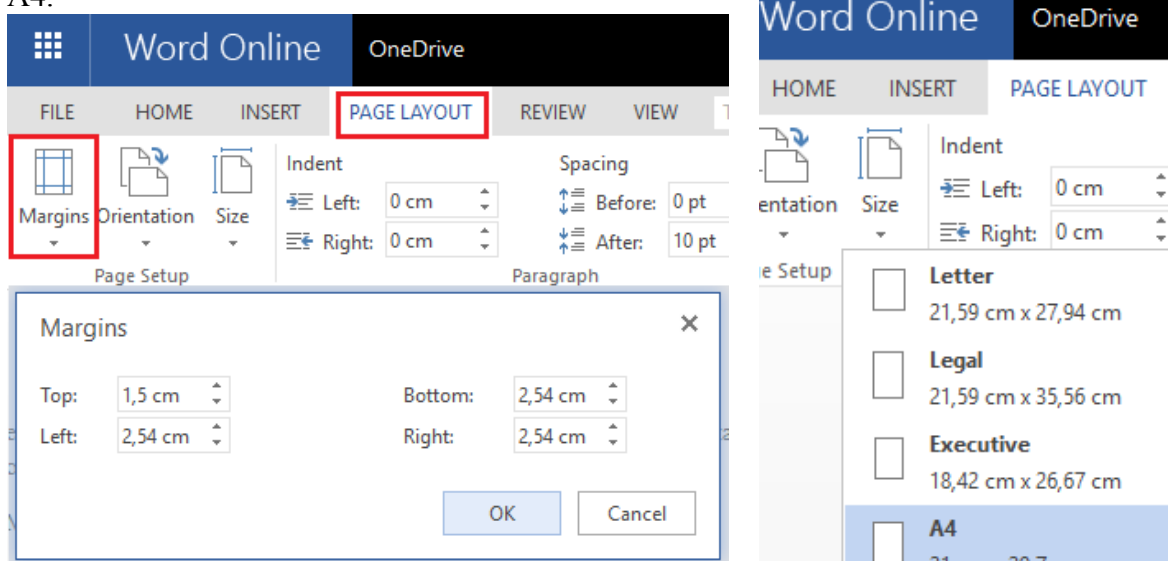 A4.
Word Online OneDrive
FILE HOME INSERT PAGE LAYOUT REVIEW VIEW
Margins Orientation Size
Indent Spacing
Left: 0 cm Before: 0 pt
Right: 0 cm After: 10 pt
Page Setup Paragraph
Margins
Top: 1,5 cm Bottom: 2,54 cm
Left: 2,54 cm Right: 2,54 cm
OK Cancel
Word Online OneDrive
HOME INSERT PAGE LAYOUT
entation Size
Indent
Left: 0 cm
Right: 0 cm
e Setup
Letter
21,59 cm x 27,94 cm
Legal
21,59 cm x 35,56 cm
Executive
18,42 cm x 26,67 cm
A4